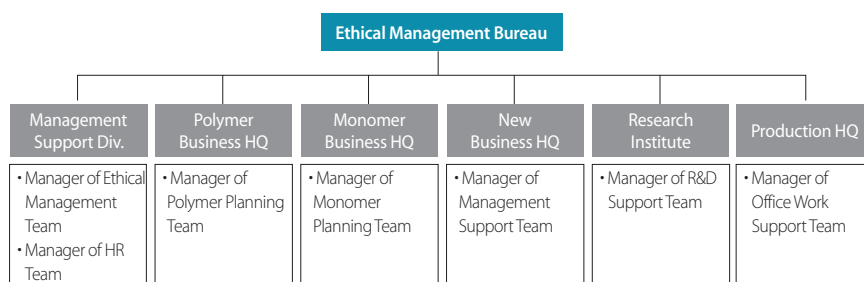 Ethical Management Bureau
Management
Support Div.
Polymer
Business HQ
Monomer
Business HQ
New
Business HQ
Research
Institute
Production HQ
• Manager of Ethical
Management
Team
• Manager of HR
Team
• Manager of
Polymer Planning
Team
• Manager of
Monomer
Planning Team
• Manager of
Management
Support Team
• Manager of R&D
Support Team
• Manager of
Office Work
Support Team